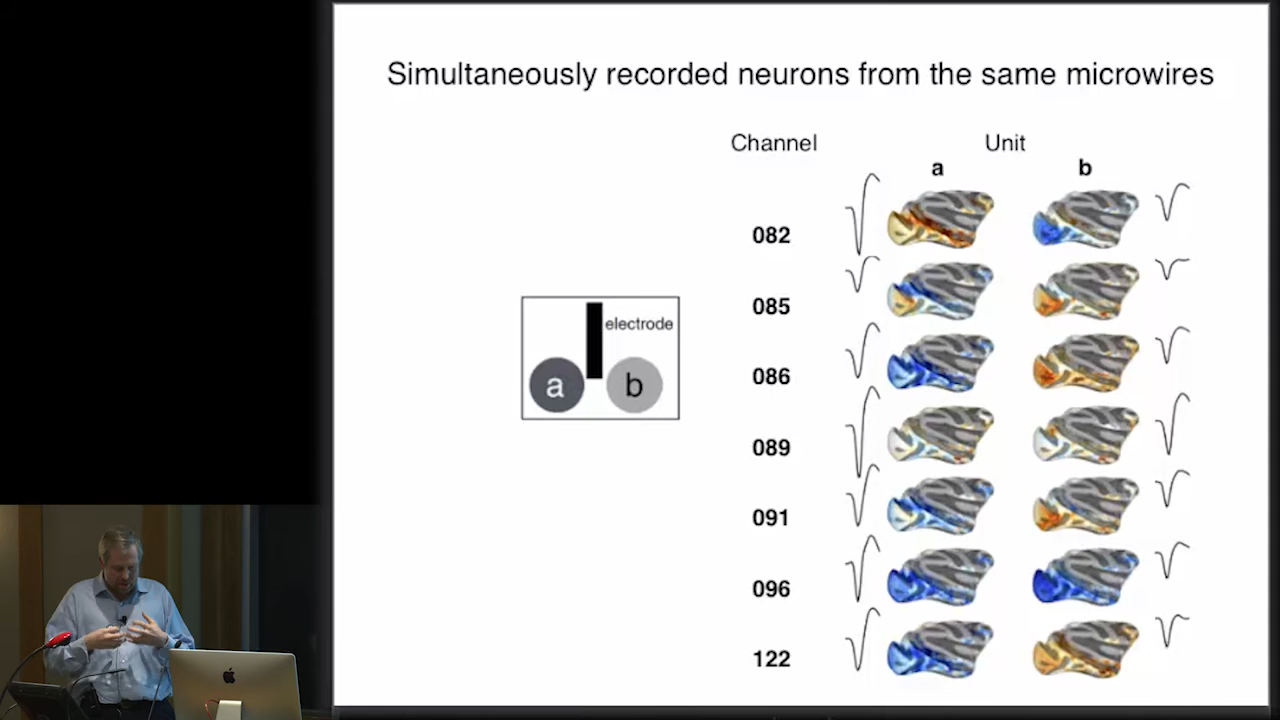 Simultaneously recorded neurons from the same microwires
Channel
Unit
a
b
082
085
electrode
086
a
b
089
091
096
122